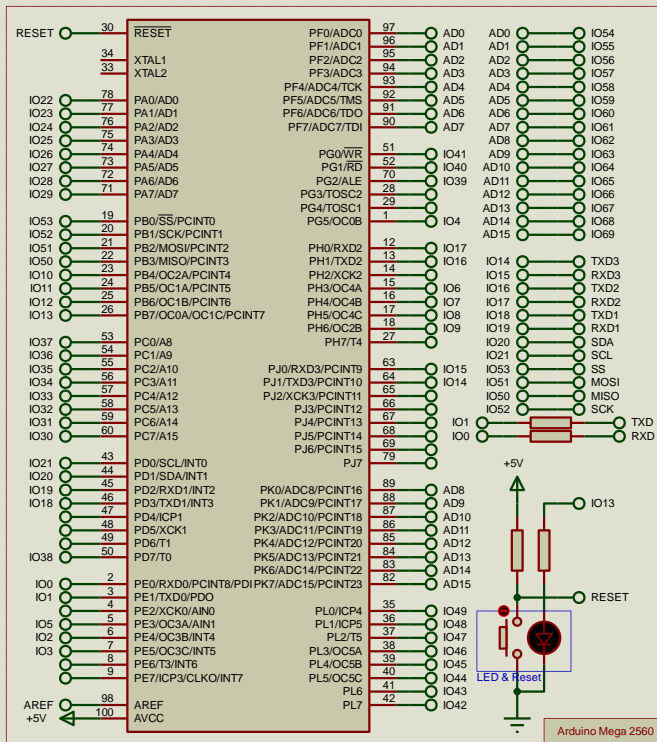 RESET 30 RESET PF0/ADC0 97 AD0 AD0 IO54
PF1/ADC1 96 AD1 AD1 IO55
34 XTAL1 PF2/ADC2 95 AD2 AD2 IO56
33 XTAL2 PF3/ADC3 94 AD3 AD3 IO57
PF4/ADC4/TCK 93 AD4 AD4 IO58
IO22 78 PA0/AD0 PF5/ADC5/TMS 92 AD5 AD5 IO59
IO23 77 PA1/AD1 PF6/ADC6/TDO 91 AD6 AD6 IO60
IO24 76 PA2/AD2 PF7/ADC7/TDI 90 AD7 AD7 IO61
IO25 75 PA3/AD3 AD8 IO62
IO26 74 PA4/AD4 PG0/WR 51 IO41 AD9 IO63
IO27 73 PA5/AD5 PG1/RD 52 IO40 AD10 IO64
IO28 72 PA6/AD6 PG2/ALE 70 IO39 AD11 IO65
IO29 71 PA7/AD7 PG3/TOSC2 28 AD12 IO66
PG4/TOSC1 29 AD13 IO67
IO53 19 PB0/SS/PCINT0 PG5/OC0B 1 IO4 AD14 IO68
IO52 20 PB1/SCK/PCINT1 AD15 IO69
IO51 21 PB2/MOSI/PCINT2 PH0/RXD2 12 IO17
IO50 22 PB3/MISO/PCINT3 PH1/TXD2 13 IO16 IO14 TXD3
IO10 23 PB4/OC2A/PCINT4 PH2/XCK2 14 IO15 RXD3
IO11 24 PB5/OC1A/PCINT5 PH3/OC4A 15 IO6 IO16 TXD2
IO12 25 PB6/OC1B/PCINT6 PH4/OC4B 16 IO7 IO17 RXD2
IO13 26 PB7/OC0A/OC1C/PCINT7 PH5/OC4C 17 IO8 IO18 TXD1
PH6/OC2B 18 IO9 IO19 RXD1
IO37 53 PC0/A8 PH7/T4 27 IO20 SDA
IO36 54 PC1/A9 IO21 SCL
IO35 55 PC2/A10 PJ0/RXD3/PCINT9 63 IO15 IO53 SS
IO34 56 PC3/A11 PJ1/TXD3/PCINT10 64 IO14 IO51 MOSI
IO33 57 PC4/A12 PJ2/XCK3/PCINT11 65 IO50 MISO
IO32 58 PC5/A13 PJ3/PCINT12 66 IO52 SCK
IO31 59 PC6/A14 PJ4/PCINT13 67 IO1 TXD
IO30 60 PC7/A15 PJ5/PCINT14 68 IO0 RXD
PJ6/PCINT15 69
IO21 43 PD0/SCL/INT0 PJ7 79 +5V
IO20 44 PD1/SDA/INT1
IO19 45 PD2/RXD1/INT2 PK0/ADC8/PCINT16 89 AD8
IO18 46 PD3/TXD1/INT3 PK1/ADC9/PCINT17 88 AD9 IO13
47 PD4/ICP1 PK2/ADC10/PCINT18 87 AD10
48 PD5/XCK1 PK3/ADC11/PCINT19 86 AD11
49 PD6/T1 PK4/ADC12/PCINT20 85 AD12
IO38 50 PD7/T0 PK5/ADC13/PCINT21 84 AD13
PK6/ADC14/PCINT22 83 AD14
IO0 2 PE0/RXD0/PCINT8/PDI PK7/ADC15/PCINT23 82 AD15
IO1 3 PE1/TXD0/PDO RESET
4 PE2/XCK0/AIN0 PL0/ICP4 35 IO49
IO5 5 PE3/OC3A/AIN1 PL1/ICP5 36 IO48
IO2 6 PE4/OC3B/INT4 PL2/T5 37 IO47
IO3 7 PE5/OC3C/INT5 PL3/OC5A 38 IO46
8 PE6/T3/INT6 PL4/OC5B 39 IO45
9 PE7/ICP3/CLKO/INT7 PL5/OC5C 40 IO44 LED & Reset
PL6 41 IO43
AREF 98 AREF PL7 42 IO42
+5V 100 AVCC
Arduino Mega 2560